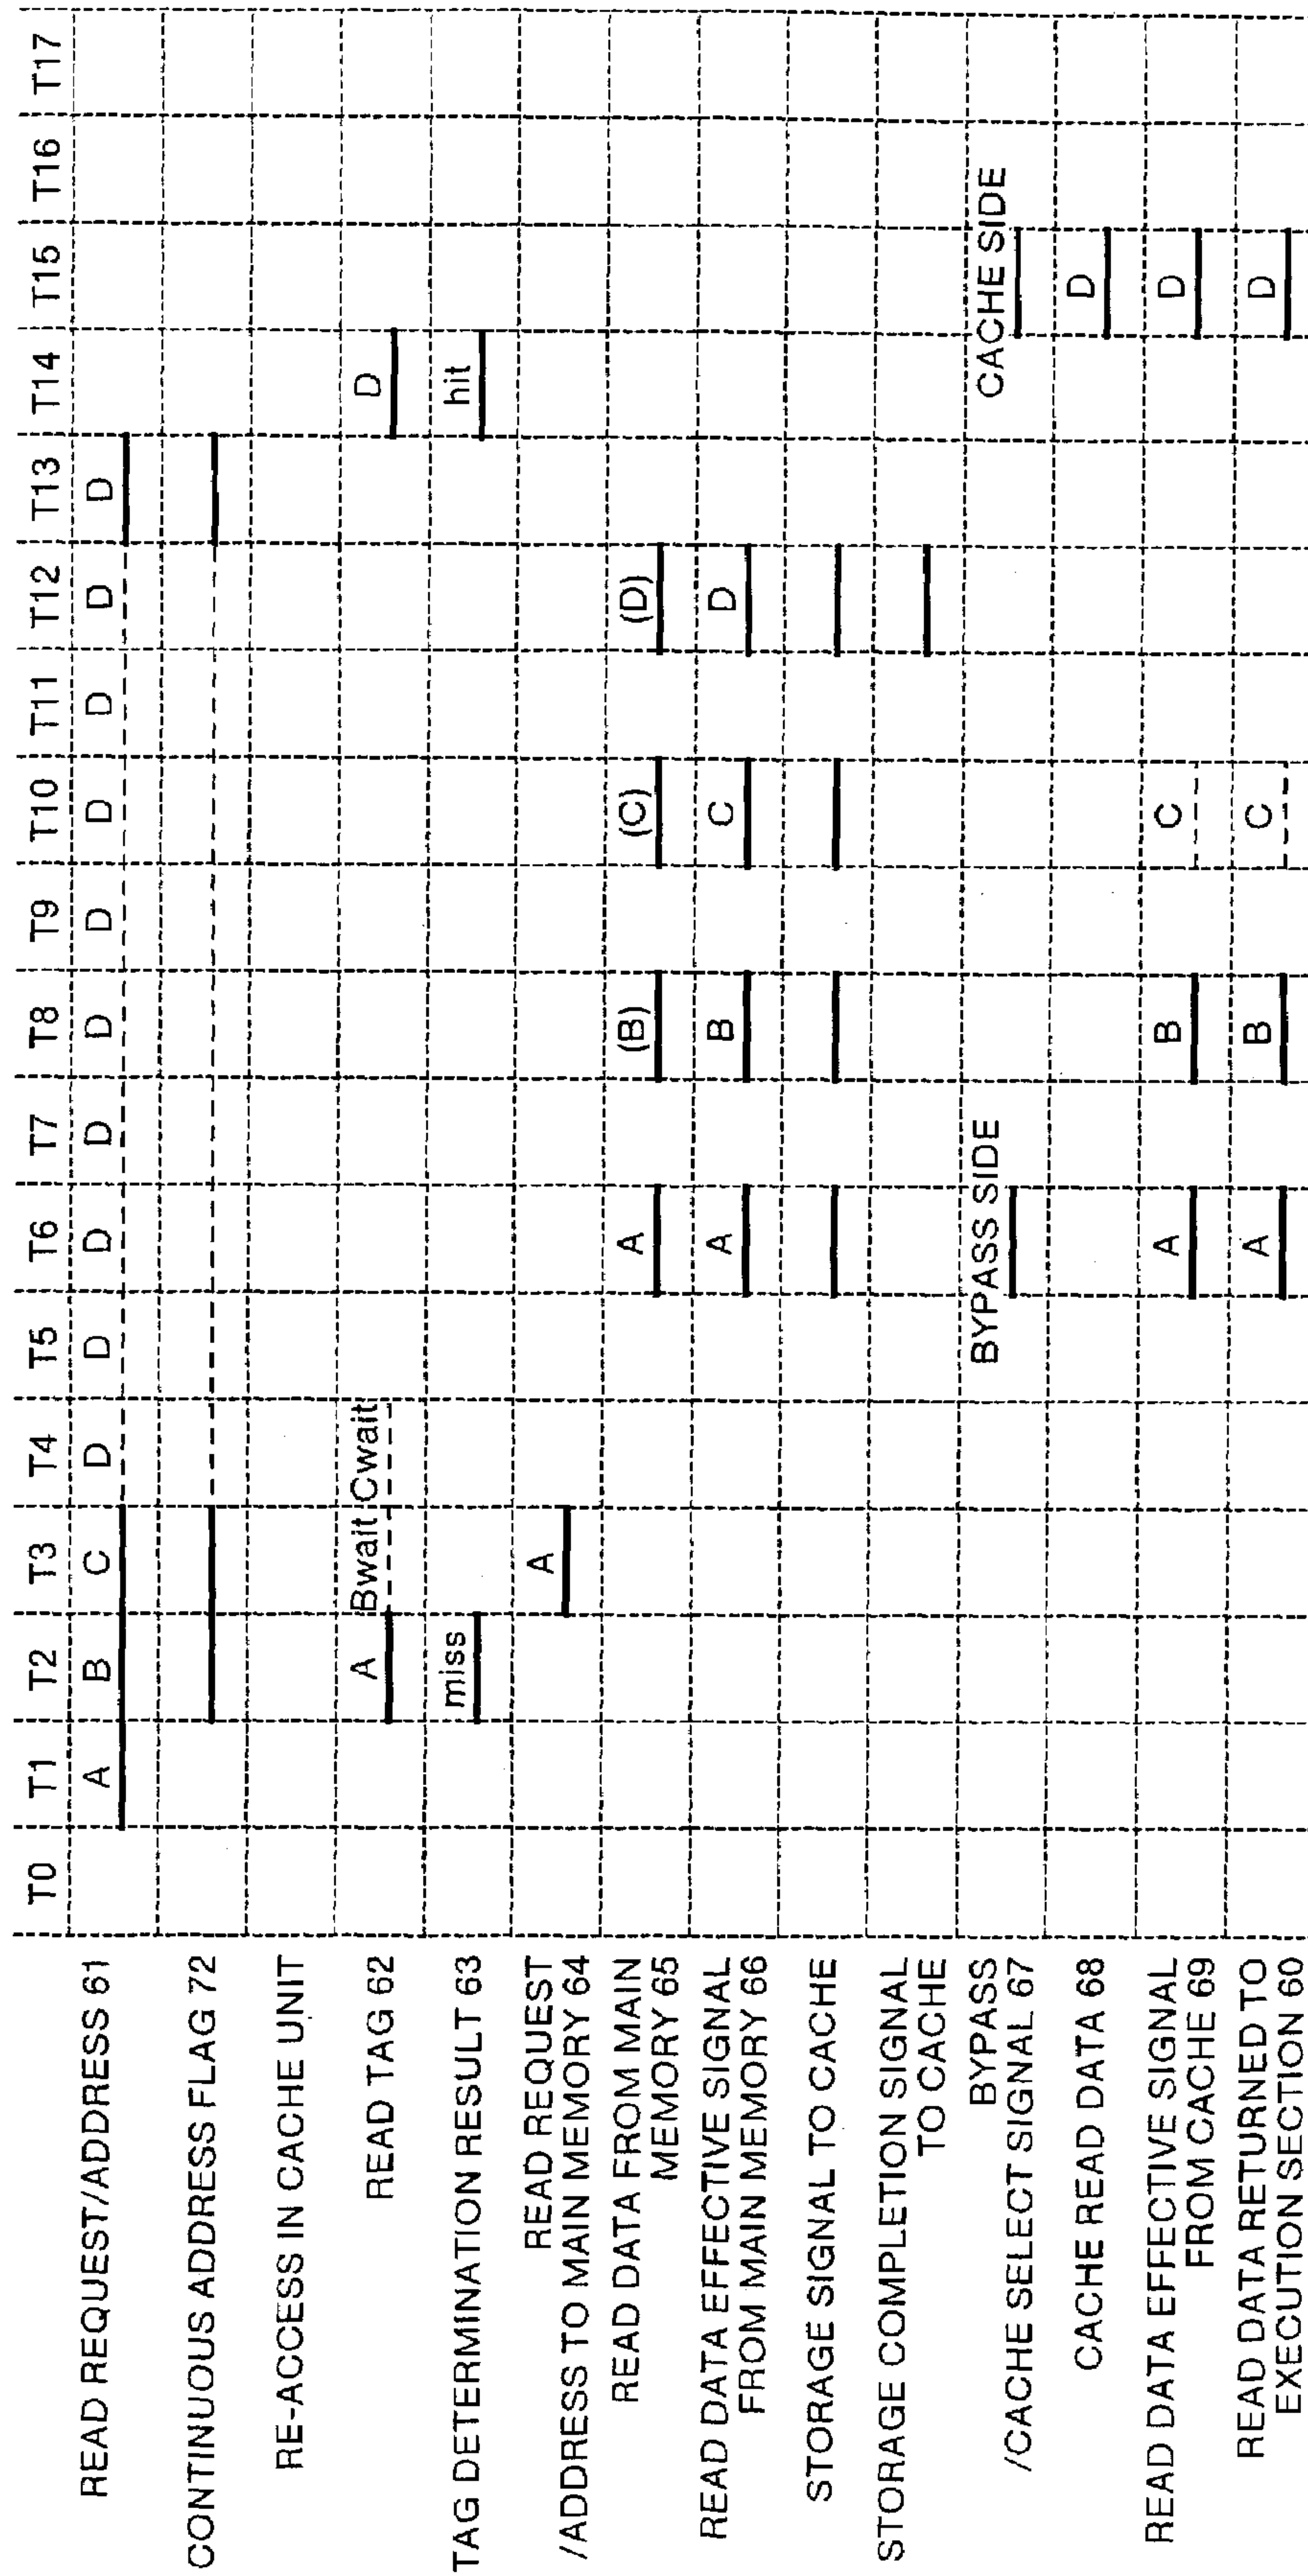 T0 T1 T2 T3 T4 T5 T6 T7 T8 T9 T10 T11 T12 T13 T14 T15 T16 T17
READ REQUEST/ADDRESS 61 A B C D D D D D D D D D D
CONTINUOUS ADDRESS FLAG 72
RE-ACCESS IN CACHE UNIT
READ TAG 62 A Bwait Cwait D
TAG DETERMINATION RESULT 63 miss hit
READ REQUEST
/ADDRESS TO MAIN MEMORY 64 A
READ DATA FROM MAIN
MEMORY 65 A (B) (C) (D)
READ DATA EFFECTIVE SIGNAL
FROM MAIN MEMORY 66 A B C D
STORAGE SIGNAL TO CACHE
STORAGE COMPLETION SIGNAL
TO CACHE
BYPASS
/CACHE SELECT SIGNAL 67 BYPASS SIDE CACHE SIDE
CACHE READ DATA 68 D
READ DATA EFFECTIVE SIGNAL
FROM CACHE 69 A B C D
READ DATA RETURNED TO
EXECUTION SECTION 60 A B C D